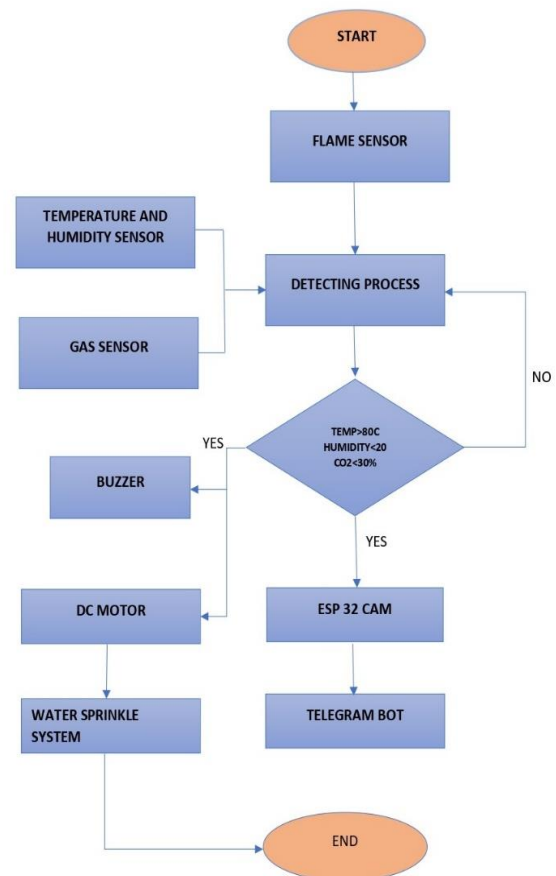 START
FLAME SENSOR
TEMPERATURE AND
HUMIDITY SENSOR
DETECTING PROCESS
GAS SENSOR
NO
TEMP>80C
HUMIDITY<20
CO2<30%
YES
BUZZER
YES
DC MOTOR
ESP 32 CAM
WATER SPRINKLE
SYSTEM
TELEGRAM BOT
END